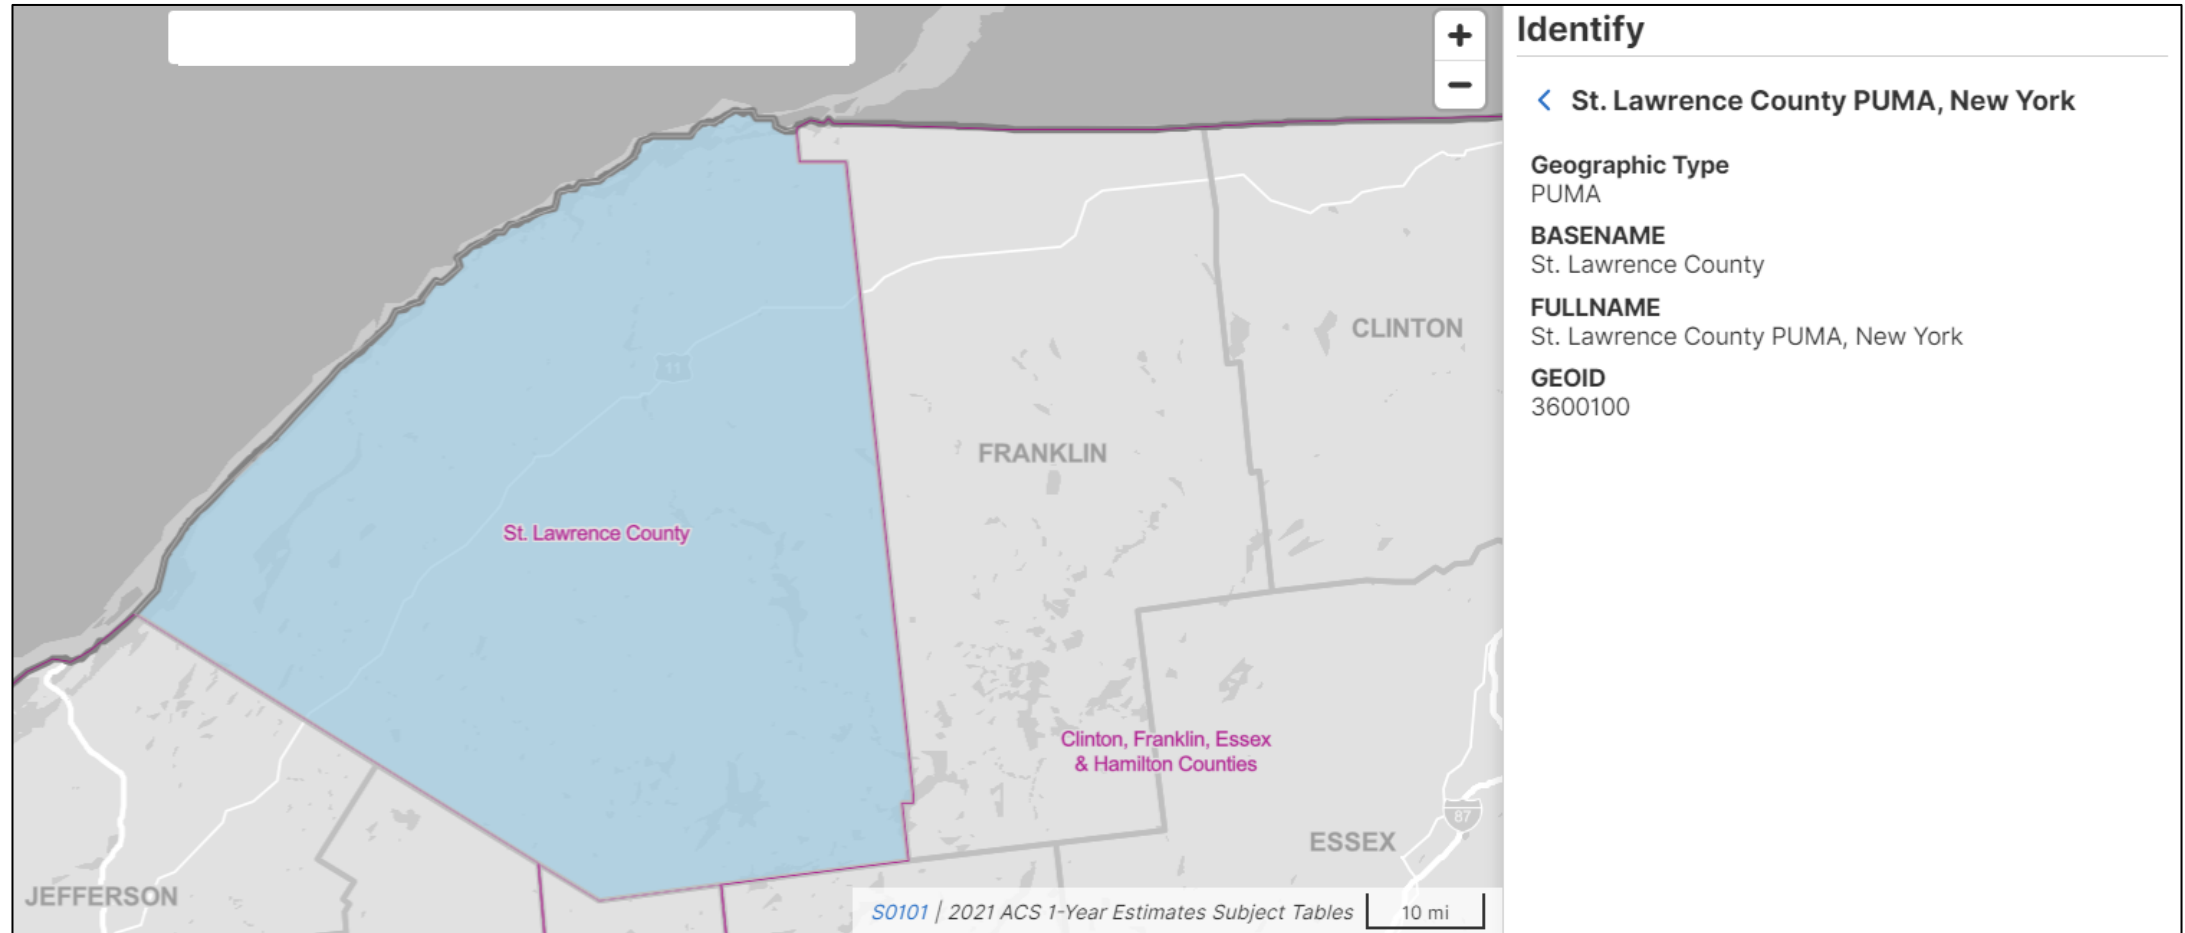 +
−
Identify
St. Lawrence County PUMA, New York
Geographic Type
PUMA
BASENAME
St. Lawrence County
FULLNAME
St. Lawrence County PUMA, New York
GEOID
3600100
11
CLINTON
FRANKLIN
St. Lawrence County
Clinton, Franklin, Essex
& Hamilton Counties
87
ESSEX
JEFFERSON
S0101 | 2021 ACS 1-Year Estimates Subject Tables
10 mi